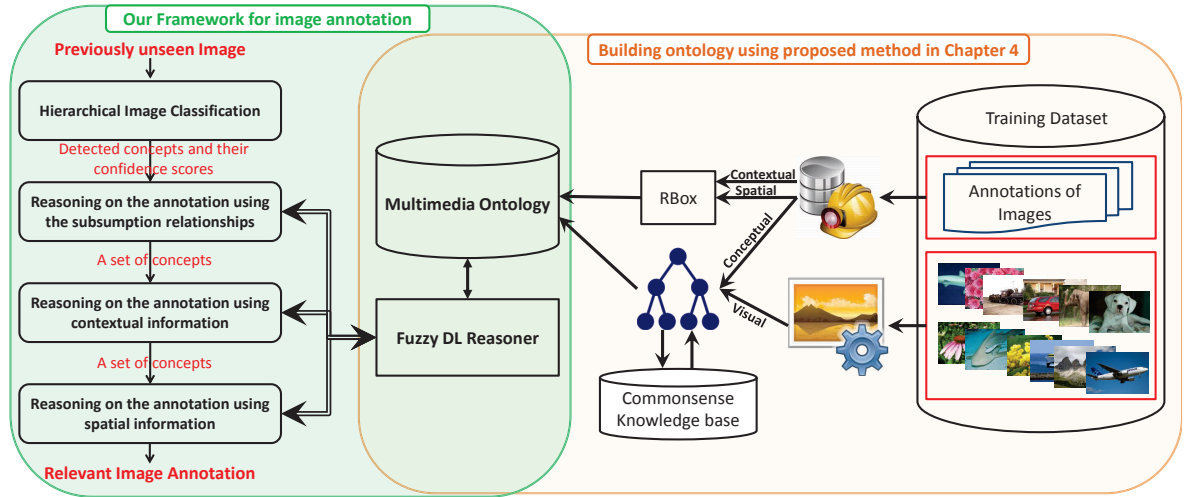 Our Framework for image annotation
Building ontology using proposed method in Chapter 4
Previously unseen Image
Hierarchical Image Classification
Detected concepts and their
confidence scores
Reasoning on the annotation using
the subsumption relationships
A set of concepts
Reasoning on the annotation using
contextual information
A set of concepts
Reasoning on the annotation using
spatial information
Relevant Image Annotation
Multimedia Ontology
Fuzzy DL Reasoner
RBox
Contextual
Spatial
Conceptual
Visual
Commonsense
Knowledge base
Training Dataset
Annotations of
Images